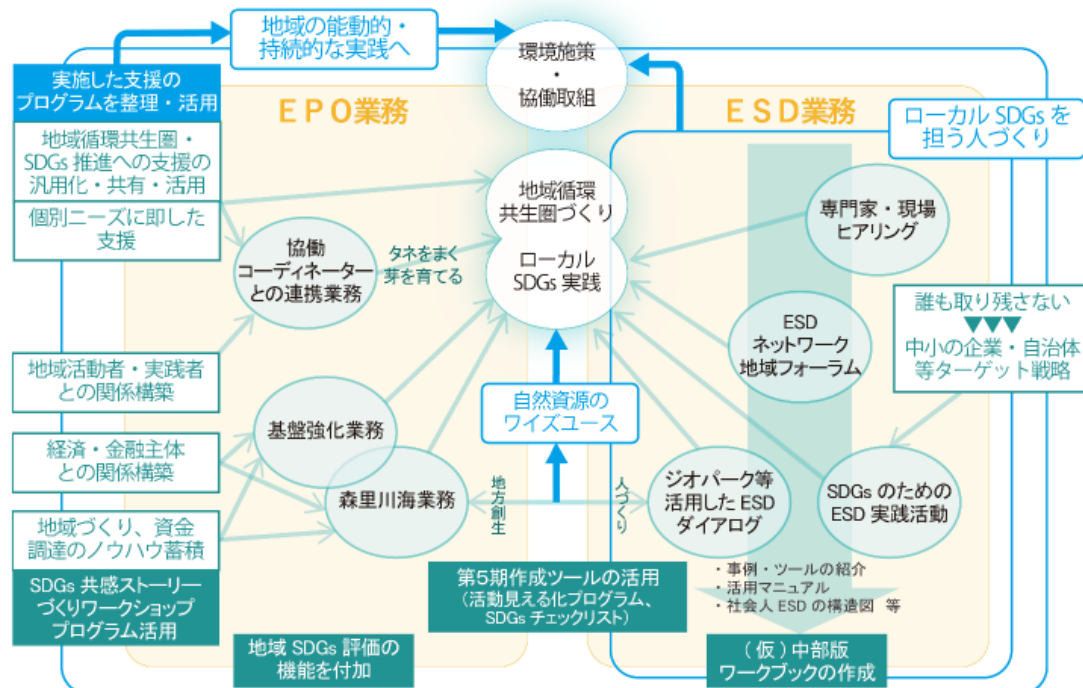 地域の能動的・
持続的な実践へ
環境施策
・
協働取組
実施した支援の
プログラムを整理・活用
EPO業務
ESD業務
ローカル SDGs を
担う人づくり
地域循環共生圏・
SDGs 推進への支援の
汎用化・共有・活用
個別ニーズに即した
支援
地域循環
共生圏づくり
ローカル
SDGs 実践
専門家・現場
ヒアリング
協働
コーディネーター
との連携業務
タネをまく
芽を育てる
誰も取り残さない
▼▼▼
中小の企業・自治体
等ターゲット戦略
ESD
ネットワーク
地域フォーラム
地域活動者・実践者
との関係構築
自然資源の
ワイズユース
基盤強化業務
経済・金融主体
との関係構築
森里川海業務
地方創生
人づくり
ジオパーク等
活用した ESD
ダイアログ
SDGs のための
ESD 実践活動
地域づくり、資金
調達のノウハウ蓄積
SDGs 共感ストーリー
づくりワークショップ
プログラム活用
第5期作成ツールの活用
（活動見える化プログラム、
SDGs チェックリスト）
・事例・ツールの紹介
・活用マニュアル
・社会人 ESD の構造図 等
地域 SDGs 評価の
機能を付加
（仮）中部版
ワークブックの作成